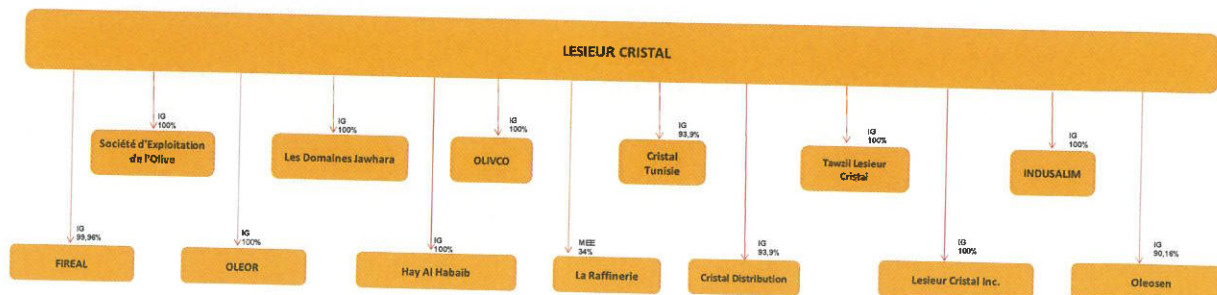 LESIEUR CRISTAL
IG
100%
Société d'Exploitation
de l'Olive
IG
100%
Les Domaines Jawhara
IG
100%
OLIVCO
IG
93,9%
Cristal
Tunisie
IG
100%
Tawzil Lesieur
Cristal
IG
100%
INDUSALIM
IG
99,96%
FIREAL
IG
100%
OLEOR
IG
100%
Hay Al Habaib
MEE
34%
La Raffinerie
IG
93,9%
Cristal Distribution
IG
100%
Lesieur Cristal Inc.
IG
90,16%
Oleosen